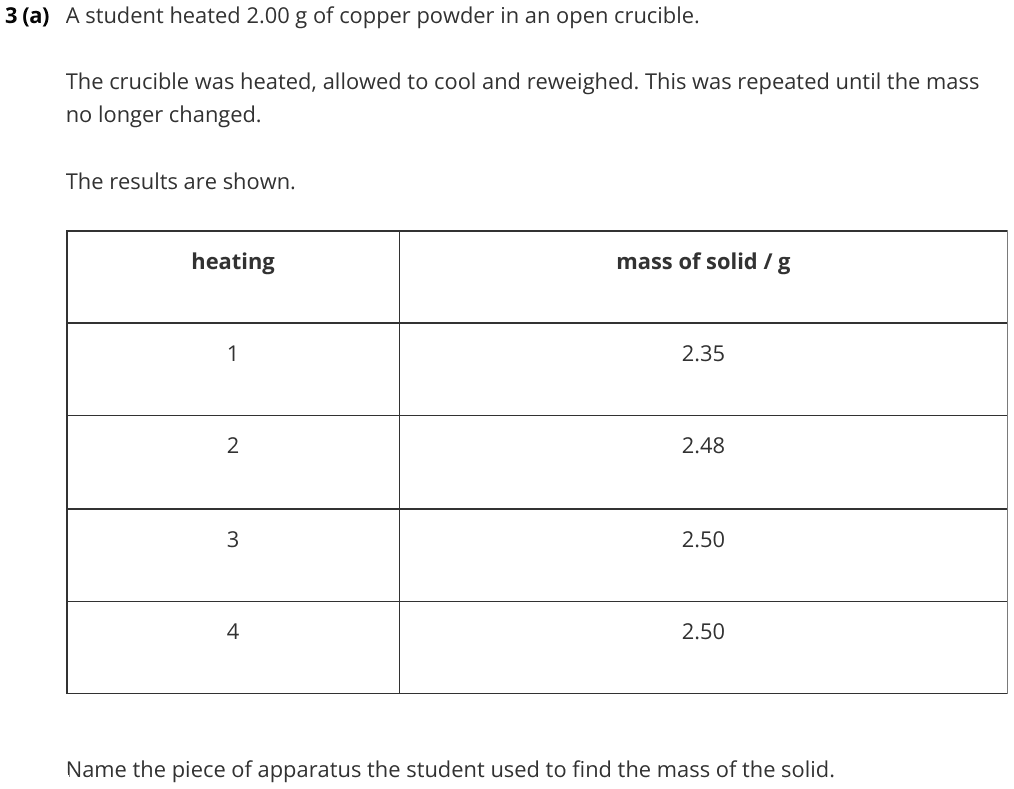 3 (a) A student heated 2.00 g of copper powder in an open crucible.
The crucible was heated, allowed to cool and reweighed. This was repeated until the mass
no longer changed.
The results are shown.
heating mass of solid / g
1 2.35
2 2.48
3 2.50
4 2.50
Name the piece of apparatus the student used to find the mass of the solid.